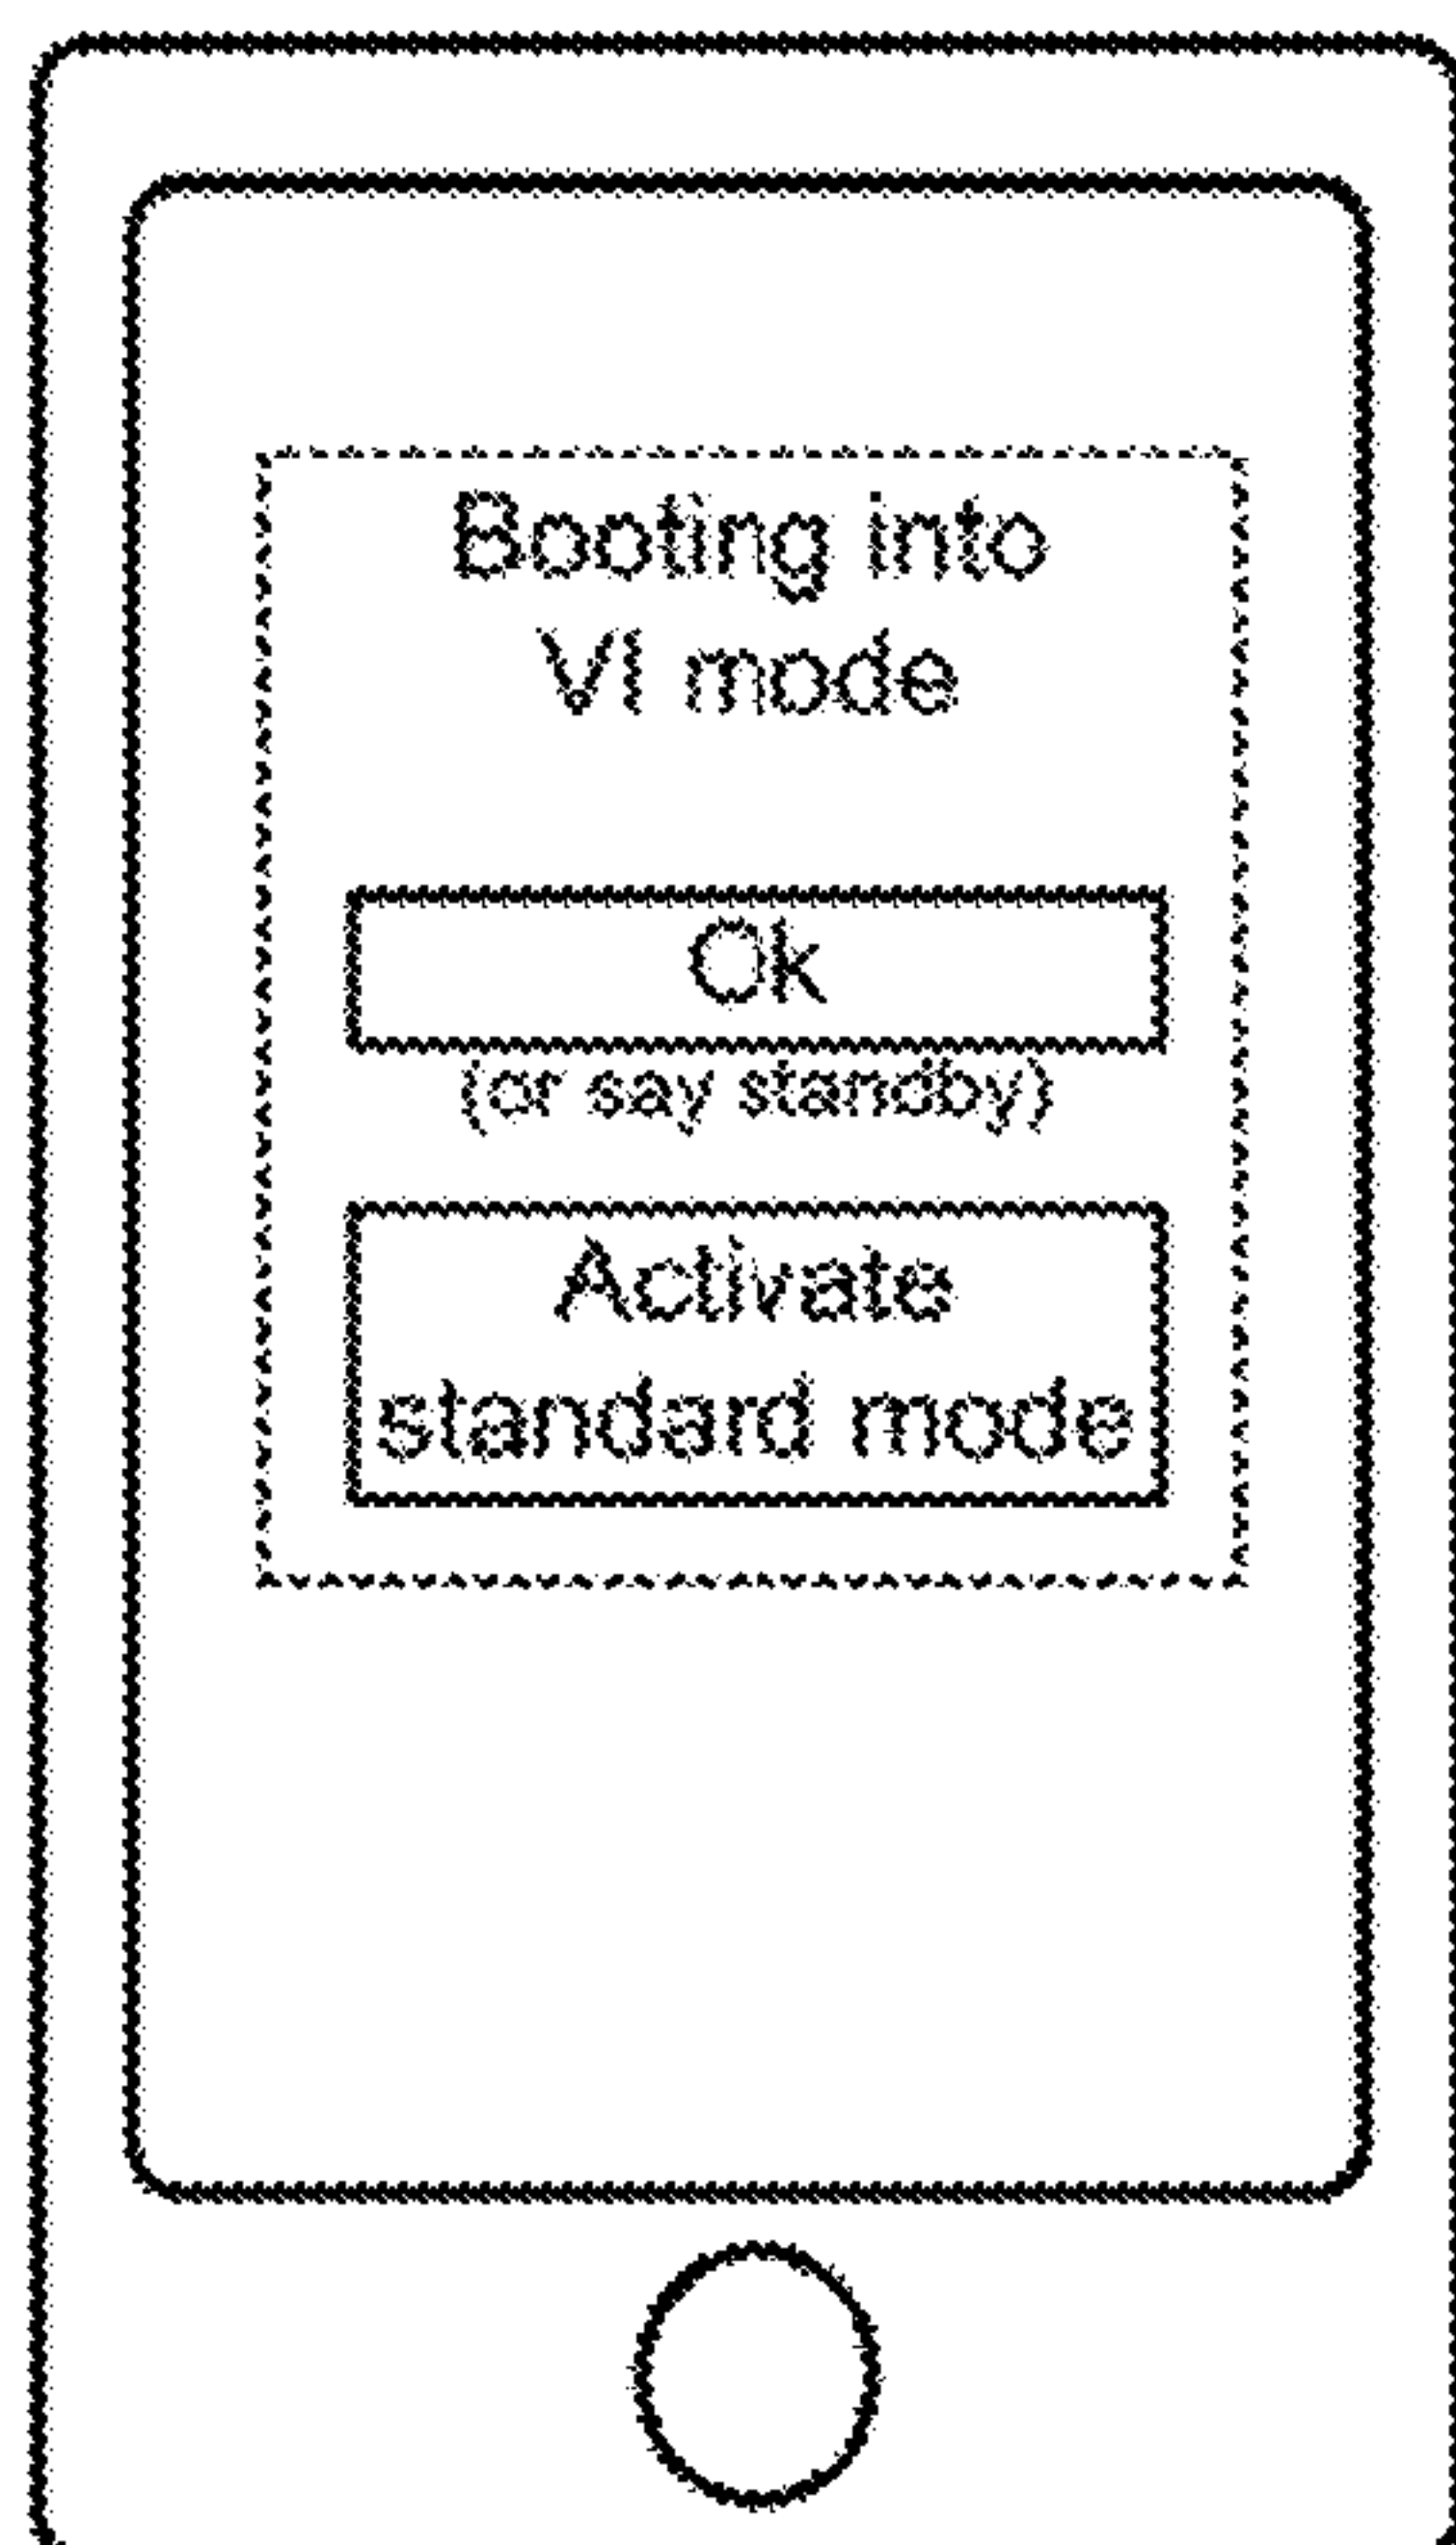 Booting into
VI mode
Ok
(or say standby)
Activate
standard mode